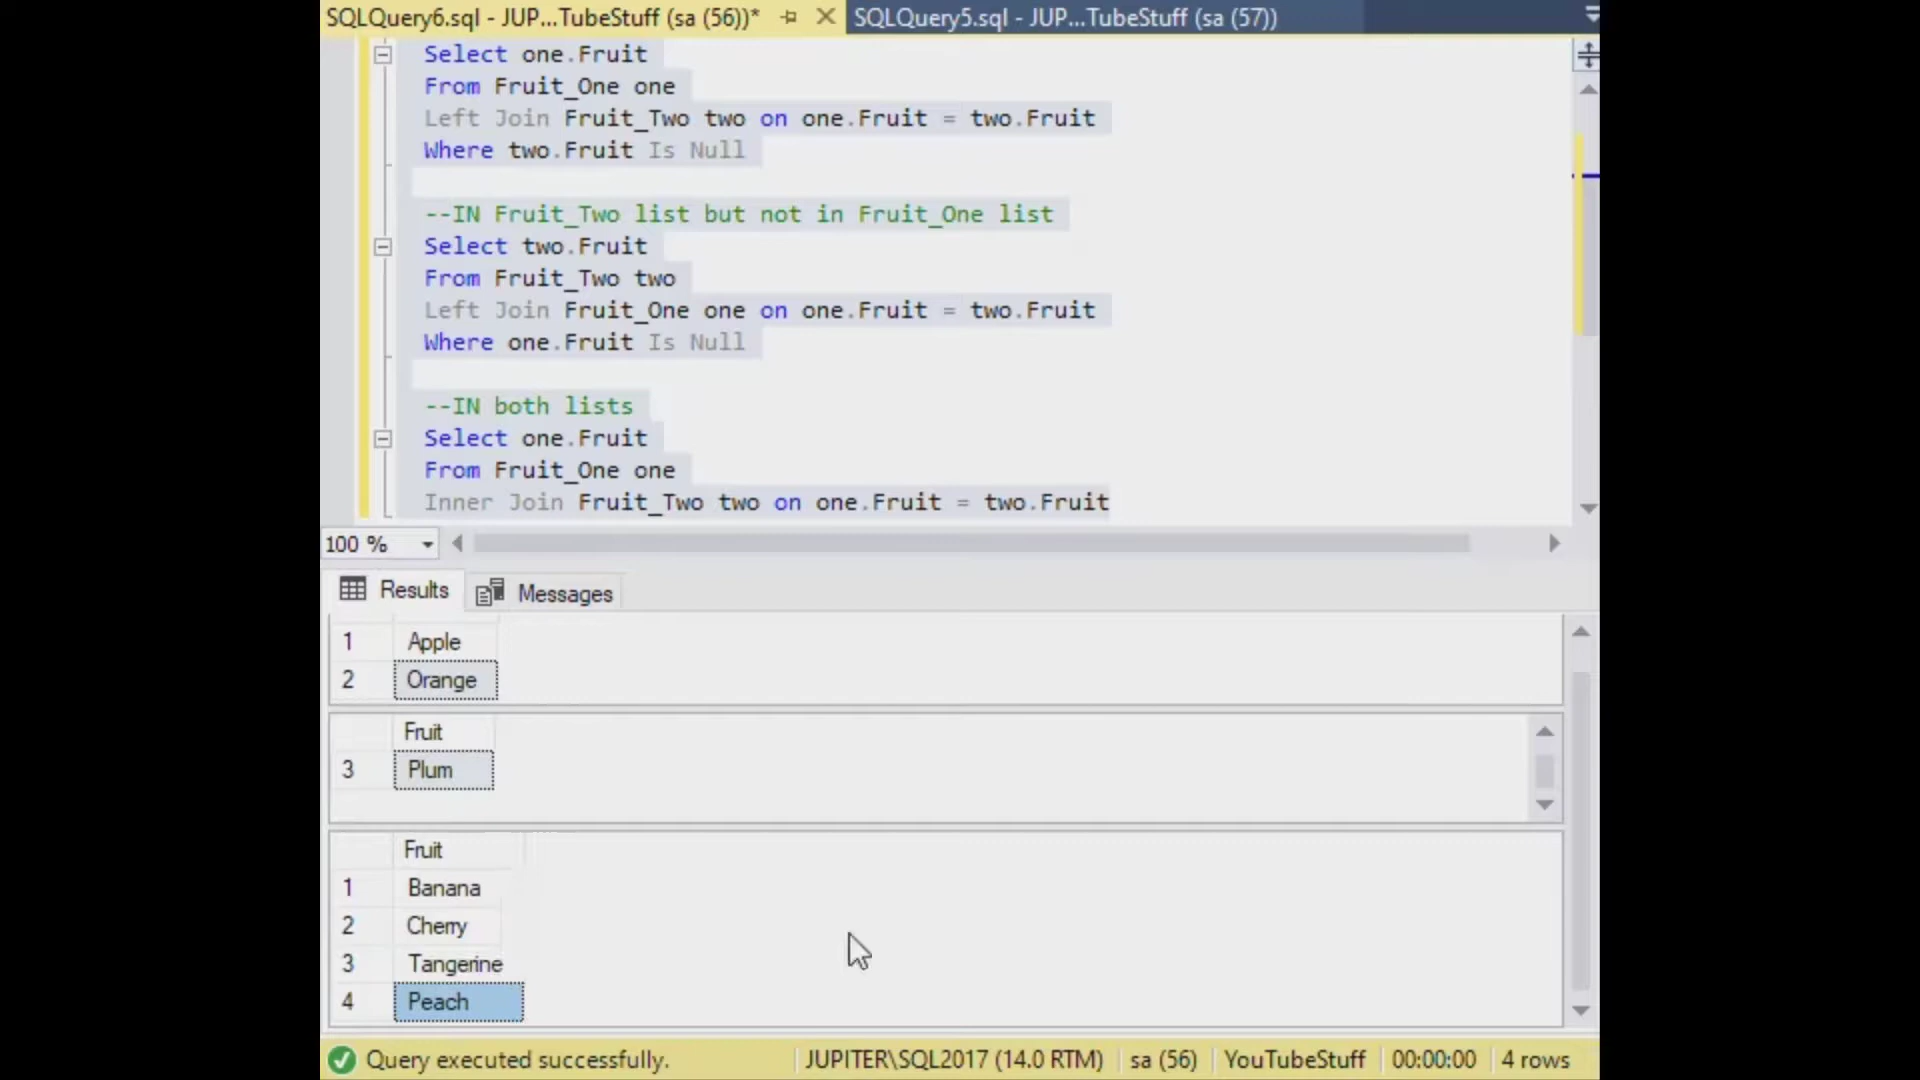 SQLQuery6.sql - JUP...TubeStuff (sa (56))* SQLQuery5.sql - JUP...TubeStuff (sa (57))
Select one.Fruit
From Fruit_One one
Left Join Fruit_Two two on one.Fruit = two.Fruit
Where two.Fruit Is Null
--IN Fruit_Two list but not in Fruit_One list
Select two.Fruit
From Fruit_Two two
Left Join Fruit_One one on one.Fruit = two.Fruit
Where one.Fruit Is Null
--IN both lists
Select one.Fruit
From Fruit_One one
Inner Join Fruit_Two two on one.Fruit = two.Fruit
100 %
Results Messages
1 Apple
2 Orange
Fruit
3 Plum
Fruit
1 Banana
2 Cherry
3 Tangerine
4 Peach
Query executed successfully. JUPITER\SQL2017 (14.0 RTM) sa (56) YouTubeStuff 00:00:00 4 rows